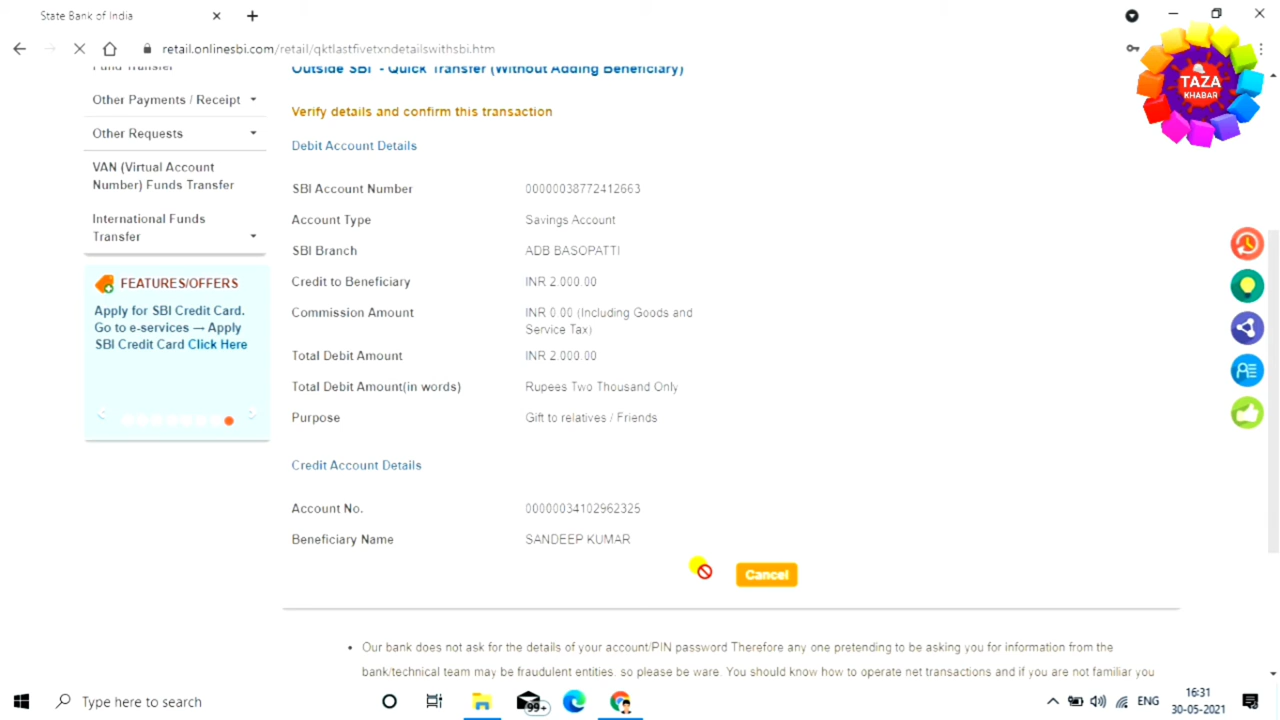 State Bank of India
retail.onlinesbi.com/retail/qktlastfivetxndetailswithsbi.htm
TAZA
KHABAR
Fund Transfer
Other Payments / Receipt
Other Requests
VAN (Virtual Account
Number) Funds Transfer
International Funds
Transfer
FEATURES/OFFERS
Apply for SBI Credit Card.
Go to e-services → Apply
SBI Credit Card Click Here
Outside SBI - Quick Transfer (Without Adding Beneficiary)
Verify details and confirm this transaction
Debit Account Details
SBI Account Number 00000038772412663
Account Type Savings Account
SBI Branch ADB BASOPATTI
Credit to Beneficiary INR 2,000.00
Commission Amount INR 0.00 (Including Goods and
Service Tax)
Total Debit Amount INR 2,000.00
Total Debit Amount(in words) Rupees Two Thousand Only
Purpose Gift to relatives / Friends
Credit Account Details
Account No. 00000034102962325
Beneficiary Name SANDEEP KUMAR
Cancel
• Our bank does not ask for the details of your account/PIN password Therefore any one pretending to be asking you for information from the
bank/technical team may be fraudulent entities, so please be ware. You should know how to operate net transactions and if you are not familiar you
Type here to search
99+
ENG
16:31
30-05-2021